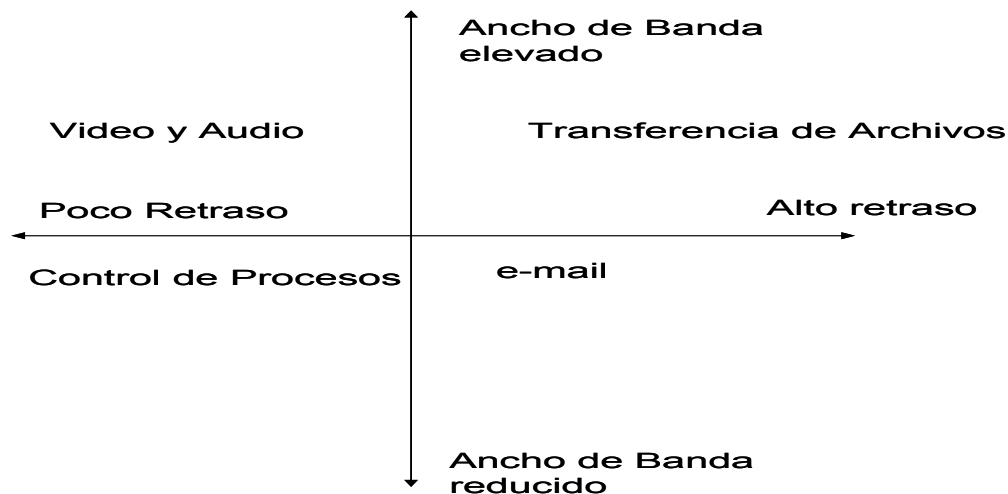 Ancho de Banda
elevado
Video y Audio
Transferencia de Archivos
Poco Retraso
Alto retraso
Control de Procesos
e-mail
Ancho de Banda
reducido